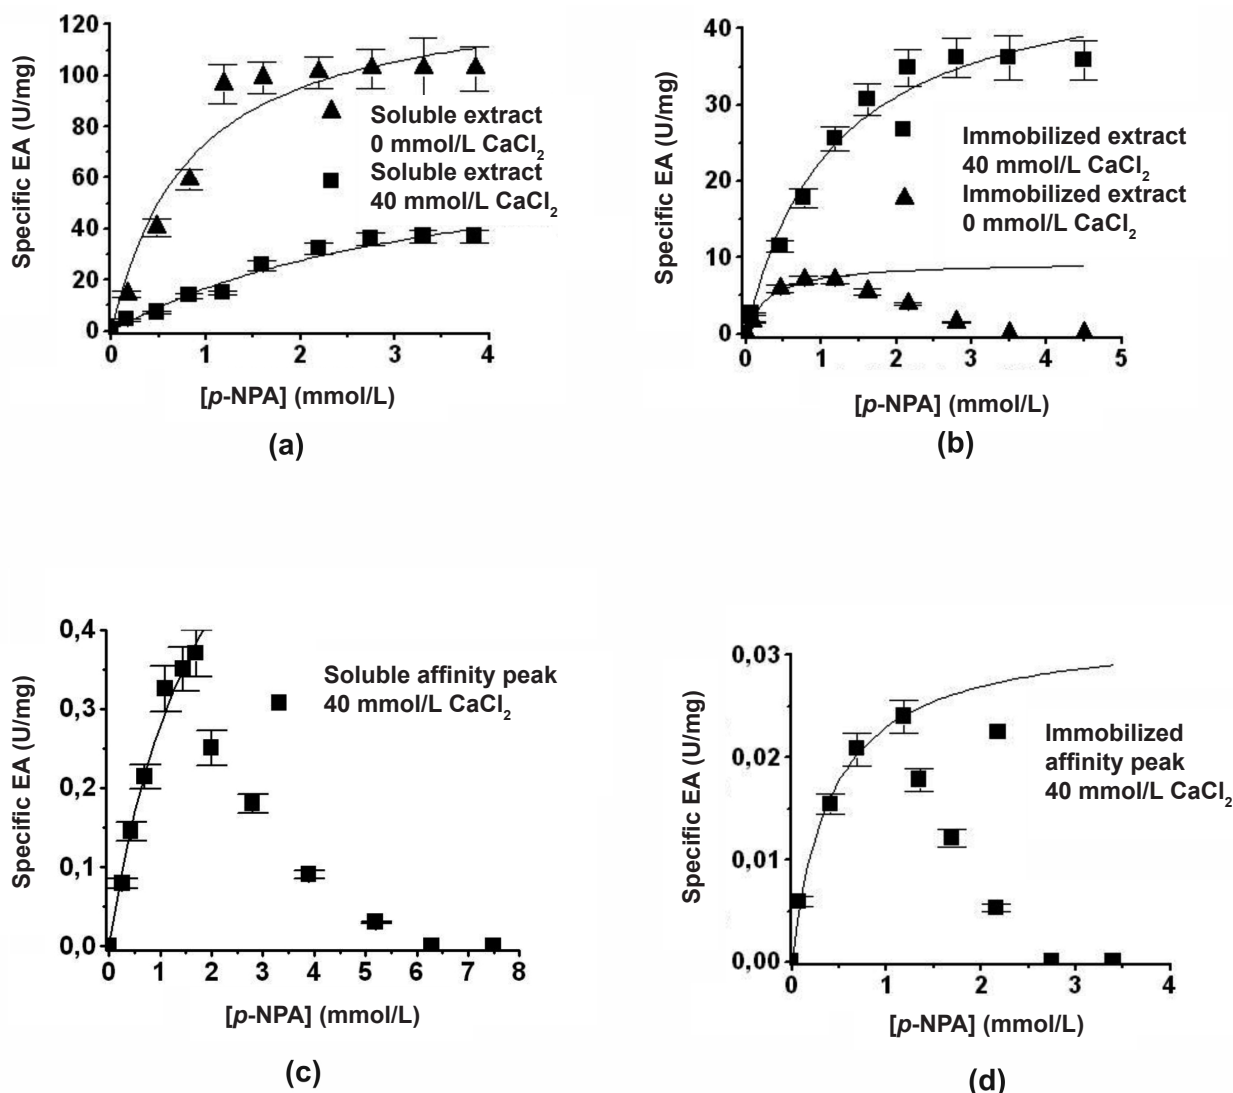 120
100
80
60
40
20
0
Specific EA (U/mg)
Soluble extract
0 mmol/L CaCl₂
Soluble extract
40 mmol/L CaCl₂
0 1 2 3 4
[p-NPA] (mmol/L)
(a)
40
30
20
10
0
Specific EA (U/mg)
Immobilized extract
40 mmol/L CaCl₂
Immobilized extract
0 mmol/L CaCl₂
0 1 2 3 4 5
[p-NPA] (mmol/L)
(b)
0,4
0,3
0,2
0,1
0,0
Specific EA (U/mg)
Soluble affinity peak
40 mmol/L CaCl₂
0 1 2 3 4 5 6 7 8
[p-NPA] (mmol/L)
(c)
0,03
0,02
0,01
0,00
Specific EA (U/mg)
Immobilized
affinity peak
40 mmol/L CaCl₂
0 1 2 3 4
[p-NPA] (mmol/L)
(d)